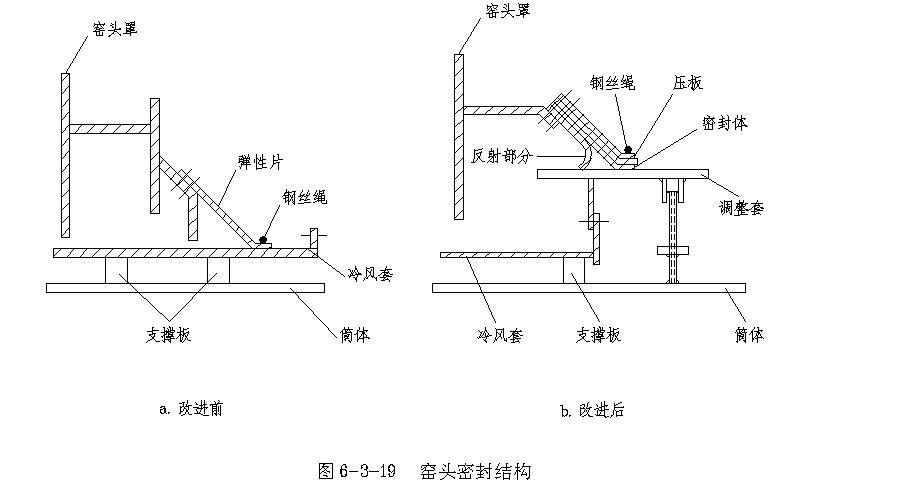 窑头罩
弹性片
钢丝绳
冷风套
支撑板
筒体
a. 改进前
窑头罩
钢丝绳
压板
密封体
反射部分
调整套
冷风套
支撑板
筒体
b. 改进后
图 6-3-19 窑头密封结构